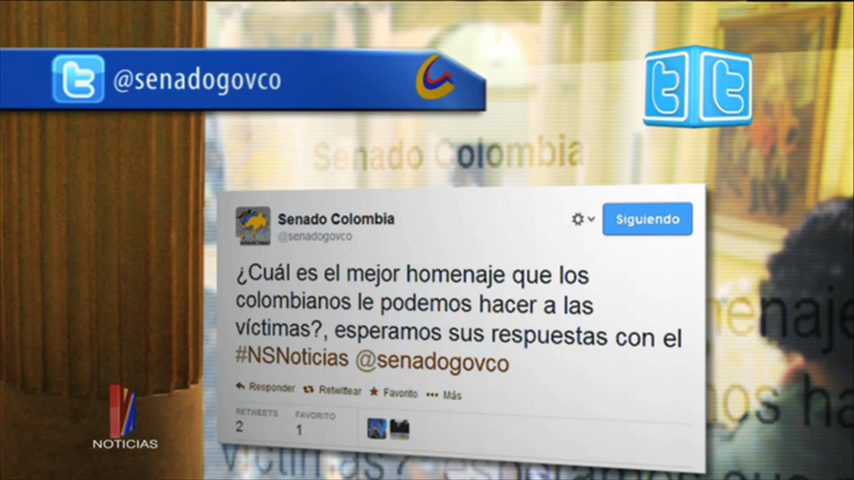 @senadogovco
Senado Colombia
Senado Colombia
@senadogovco
Siguiendo
¿Cuál es el mejor homenaje que los
colombianos le podemos hacer a las
víctimas?, esperamos sus respuestas con el
#NSNoticias @senadogovco
Responder Retwittear Favorito Más
RETWEETS FAVORITO
2 1
NOTICIAS